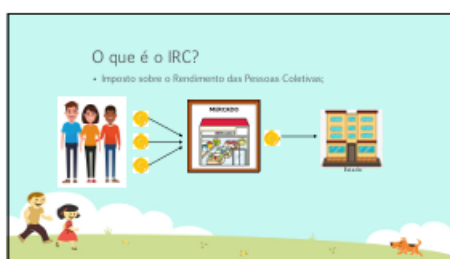 O que é o IRC?
• Imposto sobre o Rendimento das Pessoas Coletivas;
MERCADO